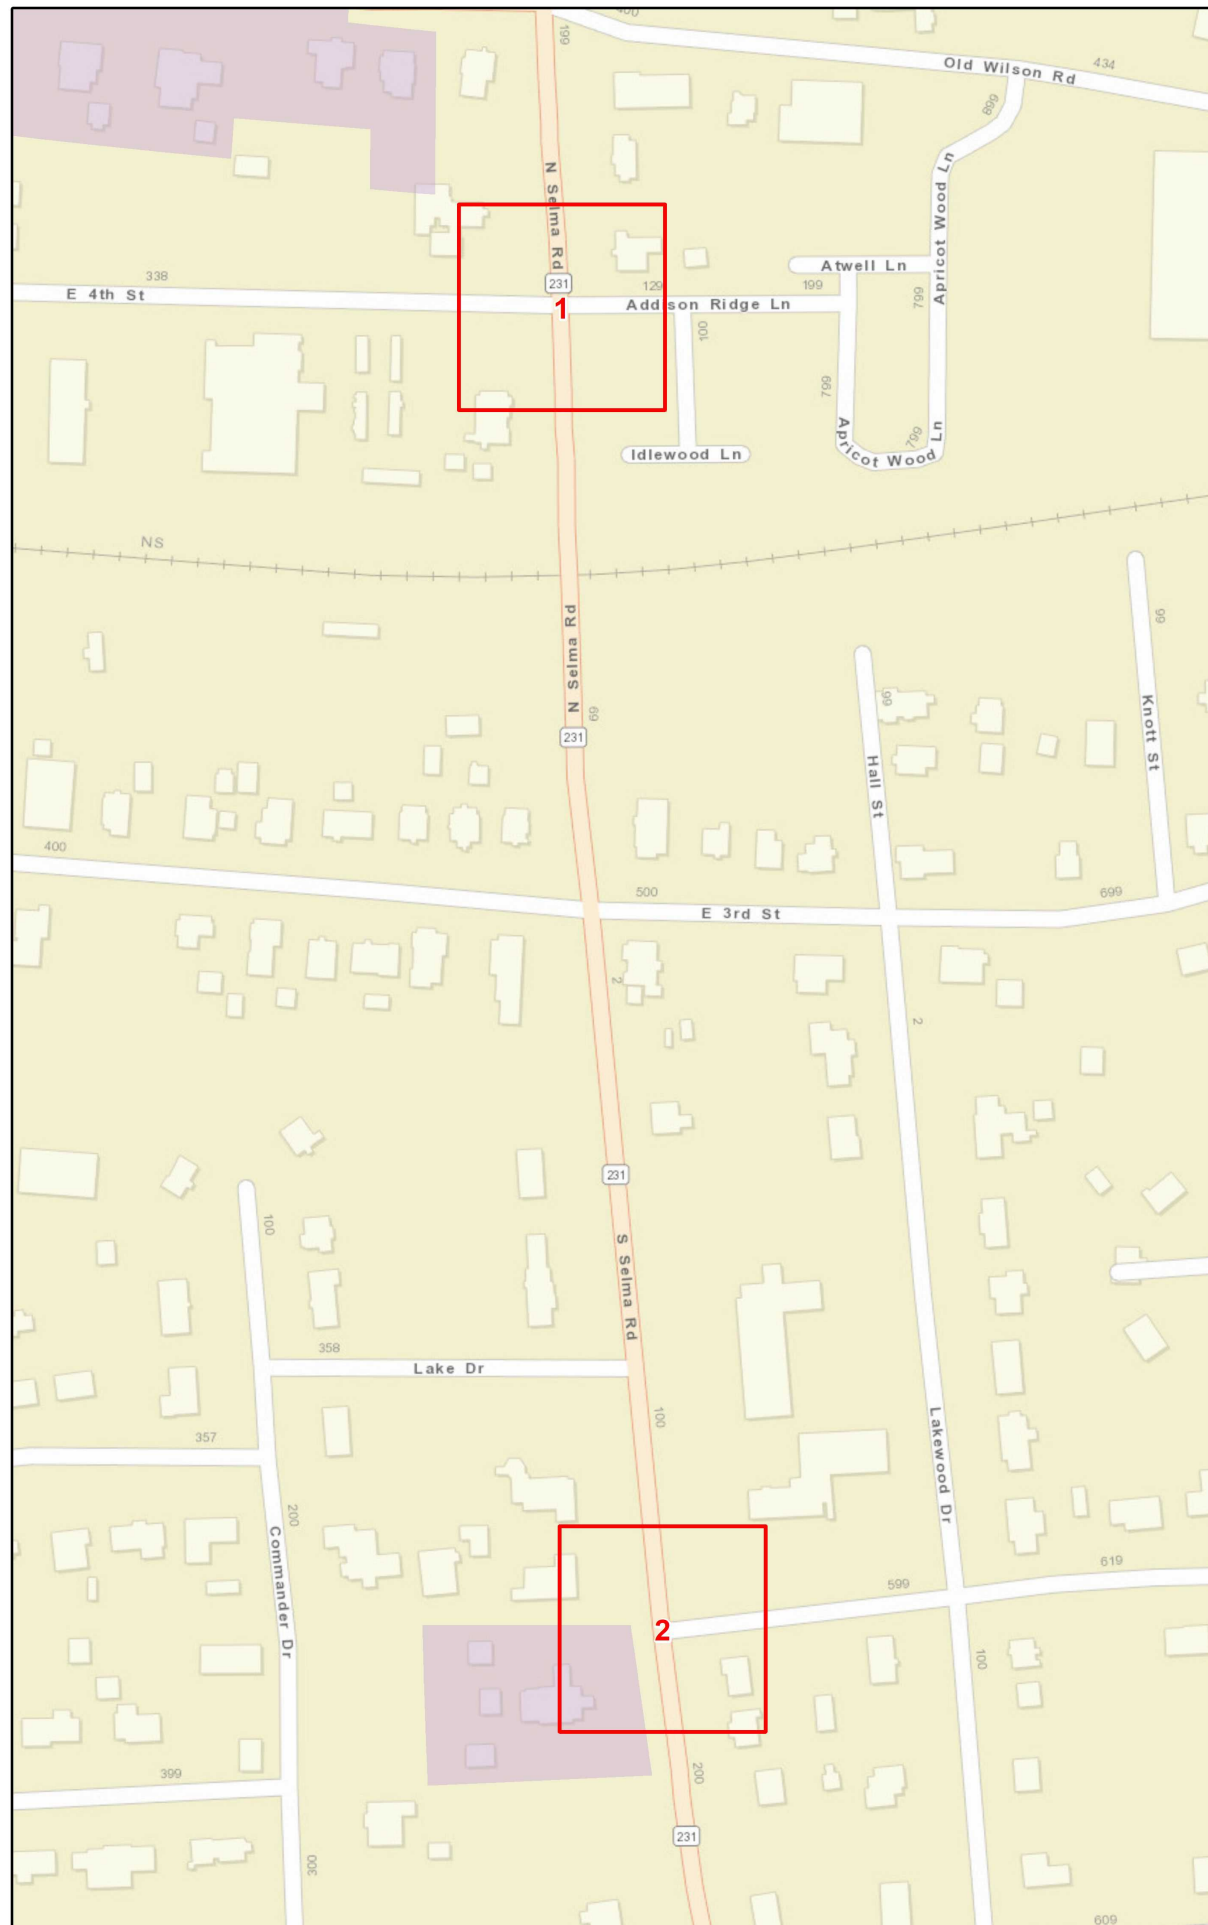 199
Old Wilson Rd
434
899
N Selma Rd
Apricot Wood Ln
338
E 4th St
231
1
129
Addison Ridge Ln
Atwell Ln
199
799
100
799
799
Apricot Wood Ln
Idlewood Ln
NS
N Selma Rd
69
231
99
Knott St
99
Hall St
400
500
E 3rd St
699
2
2
231
100
S Selma Rd
358
Lake Dr
100
357
Lakewood Dr
200
Commander Dr
599
619
2
100
200
399
231
300
609